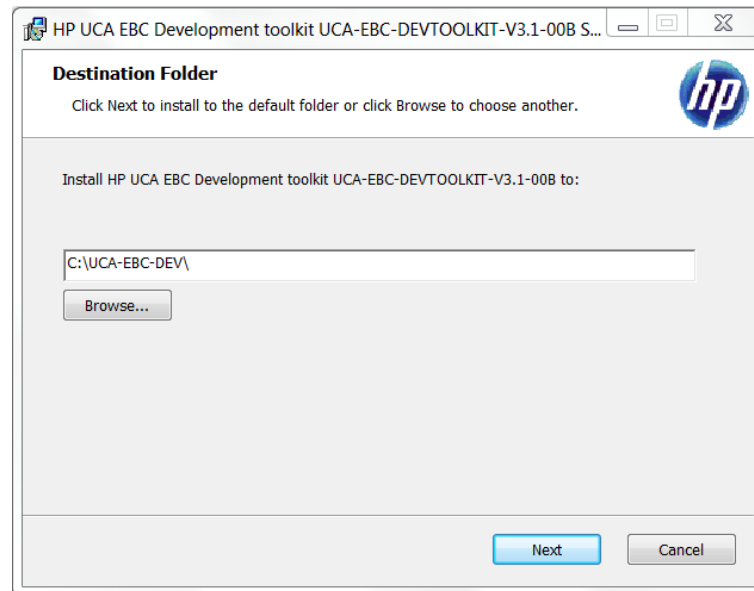 HP UCA EBC Development toolkit UCA-EBC-DEVTOOLKIT-V3.1-00B S...
Destination Folder
Click Next to install to the default folder or click Browse to choose another.
hp
Install HP UCA EBC Development toolkit UCA-EBC-DEVTOOLKIT-V3.1-00B to:
C:\UCA-EBC-DEV\
Browse...
Next Cancel